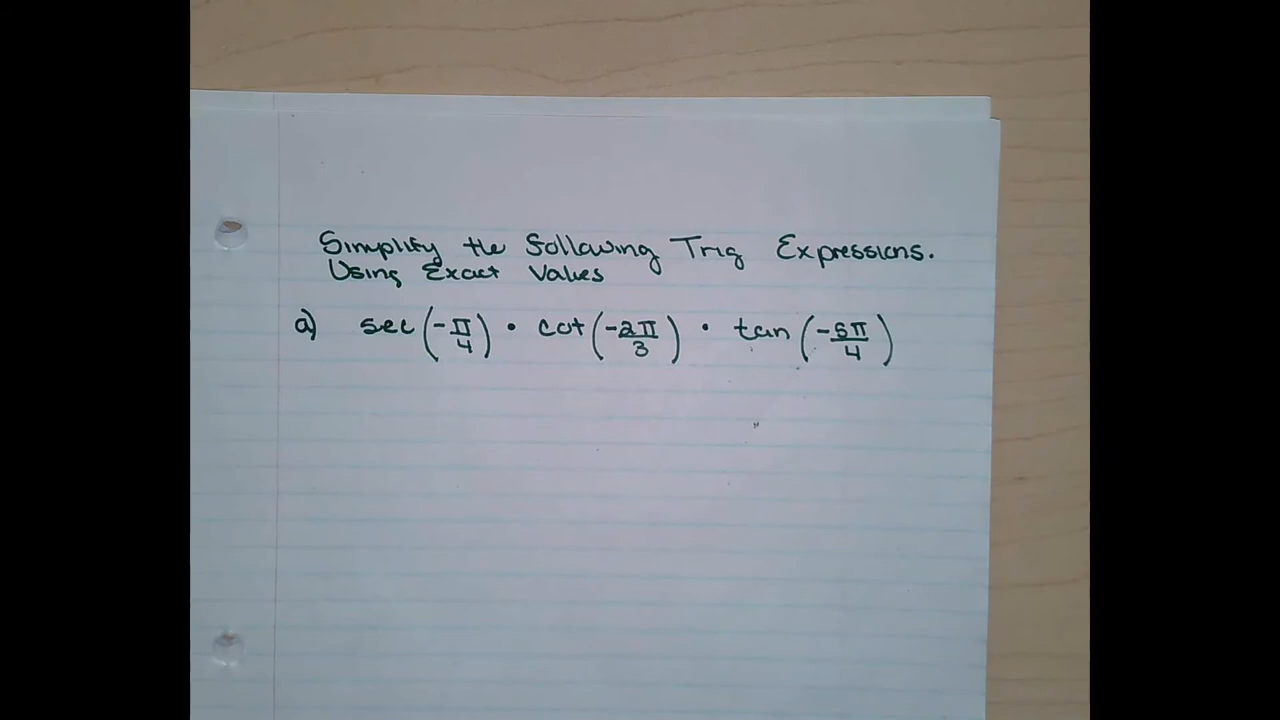 Simplify the following Trig Expressions.
Using Exact Values
a) sec(-π/4) · cot(-2π/3) · tan(-5π/4)